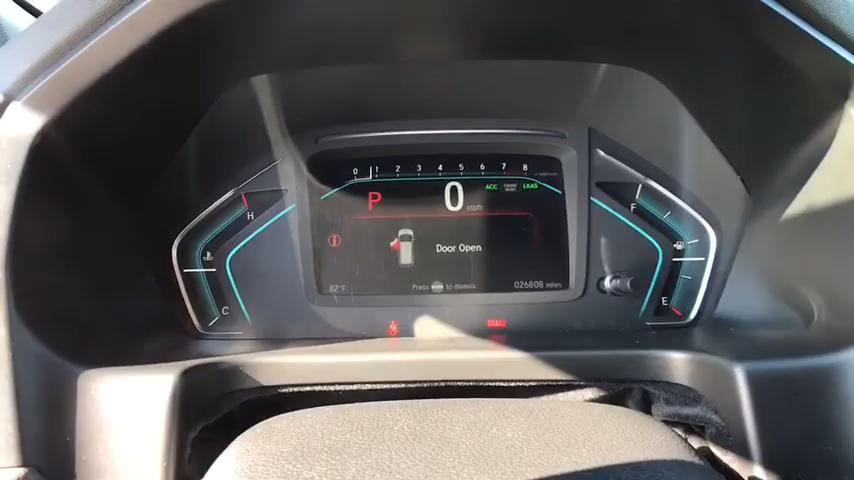 0 1 2 3 4 5 6 7 8
P 0 mph ACC LKAS
H F
Door Open
C E
82°F Press to dismiss 026808 miles
BRAKE